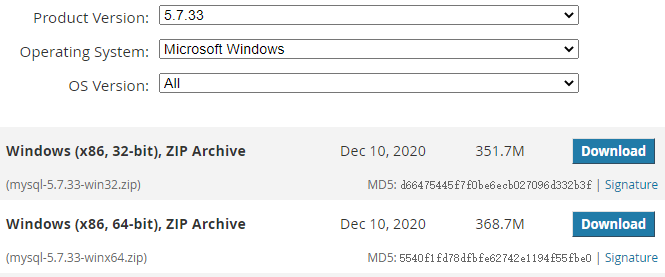 Product Version: 5.7.33
Operating System: Microsoft Windows
OS Version: All
Windows (x86, 32-bit), ZIP Archive Dec 10, 2020 351.7M Download
(mysql-5.7.33-win32.zip) MD5: d66475445f7f0be6ecb027096d332b3f | Signature
Windows (x86, 64-bit), ZIP Archive Dec 10, 2020 368.7M Download
(mysql-5.7.33-winx64.zip) MD5: 5540f1fd78dfbfe62742e1194f55fbe0 | Signature